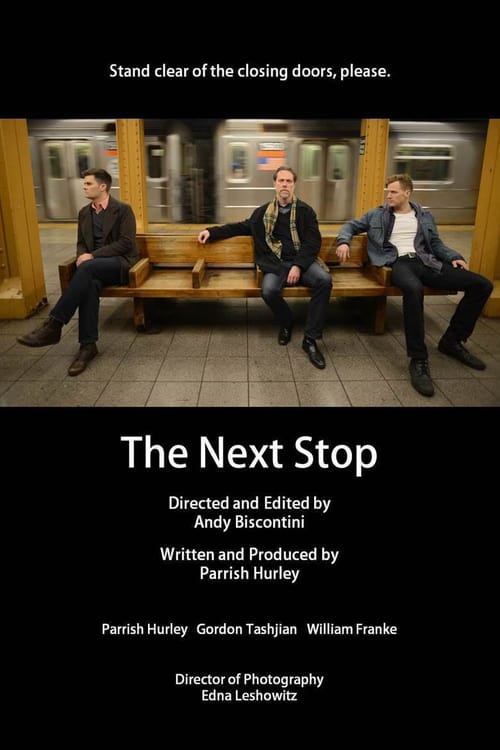 Stand clear of the closing doors, please.
The Next Stop
Directed and Edited by
Andy Biscontini
Written and Produced by
Parrish Hurley
Parrish Hurley Gordon Tashjian William Franke
Director of Photography
Edna Leshowitz